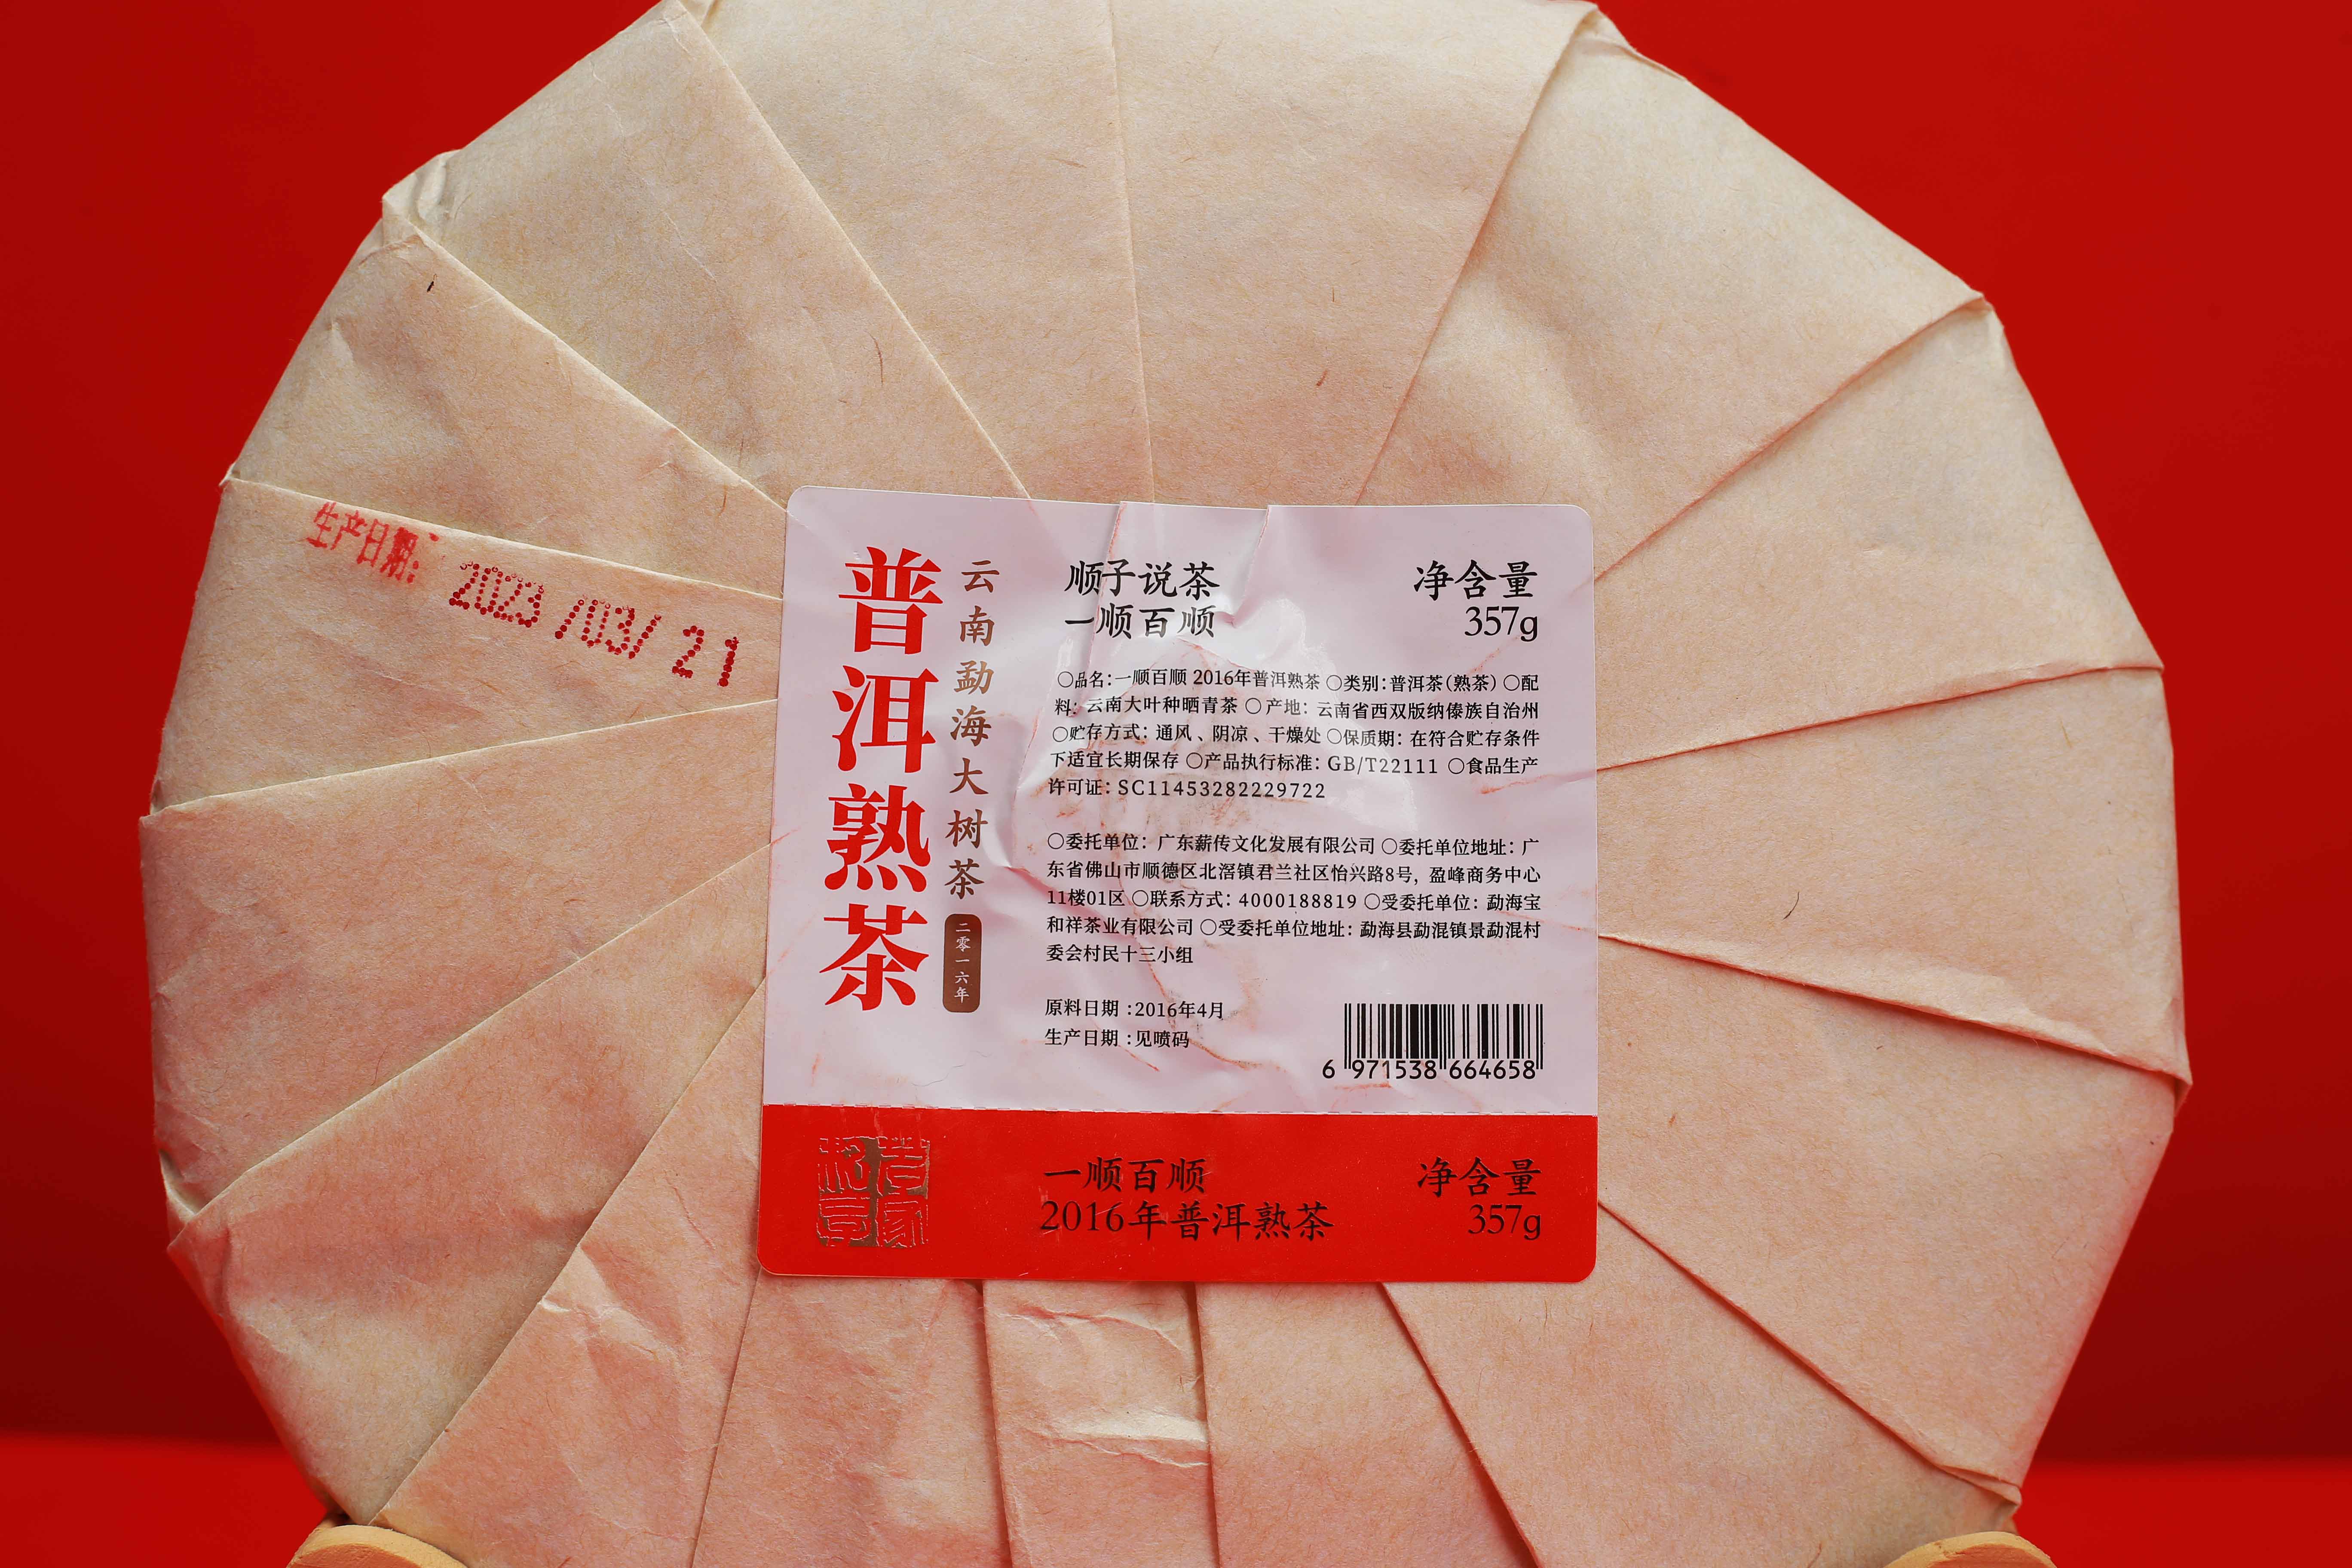 生产日期：
2023/03/21
普洱熟茶
云南勐海大树茶
二零一六年
顺子说茶
一顺百顺
净含量
357g
〇品名：一顺百顺 2016年普洱熟茶 〇类别：普洱茶（熟茶）〇配
料：云南大叶种晒青茶 〇产地：云南省西双版纳傣族自治州
〇贮存方式：通风、阴凉、干燥处 〇保质期：在符合贮存条件
下适宜长期保存 〇产品执行标准：GB/T22111 〇食品生产
许可证：SC11453282229722
〇委托单位：广东薪传文化发展有限公司 〇委托单位地址：广
东省佛山市顺德区北滘镇君兰社区怡兴路8号，盈峰商务中心
11楼01区 〇联系方式：4000188819 〇受委托单位：勐海宝
和祥茶业有限公司 〇受委托单位地址：勐海县勐混镇景勐混村
委会村民十三小组
原料日期：2016年4月
生产日期：见喷码
6 971538 664658
一顺百顺
2016年普洱熟茶
净含量
357g